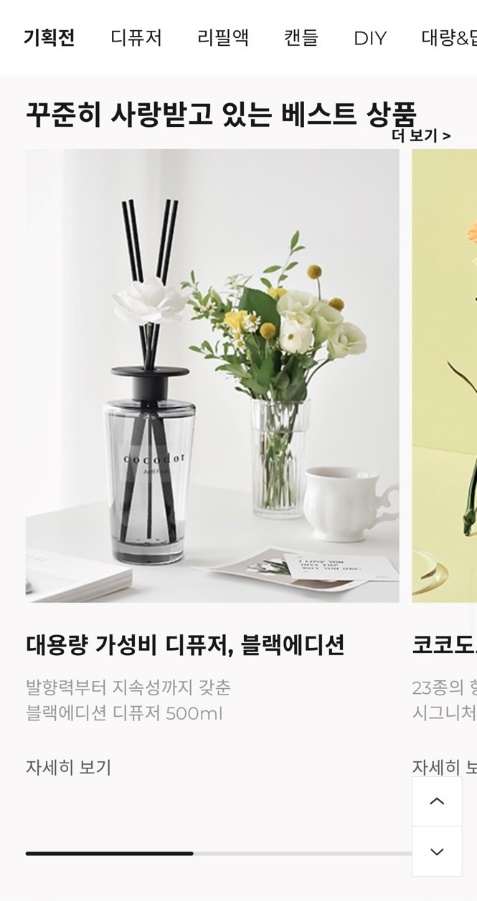 기획전 디퓨저 리필액 캔들 DIY 대량&
꾸준히 사랑받고 있는 베스트 상품
더 보기 >
cocodor
대용량 가성비 디퓨저, 블랙에디션
발향력부터 지속성까지 갖춘
블랙에디션 디퓨저 500ml
자세히 보기
코코도
23종의
시그니처
자세히